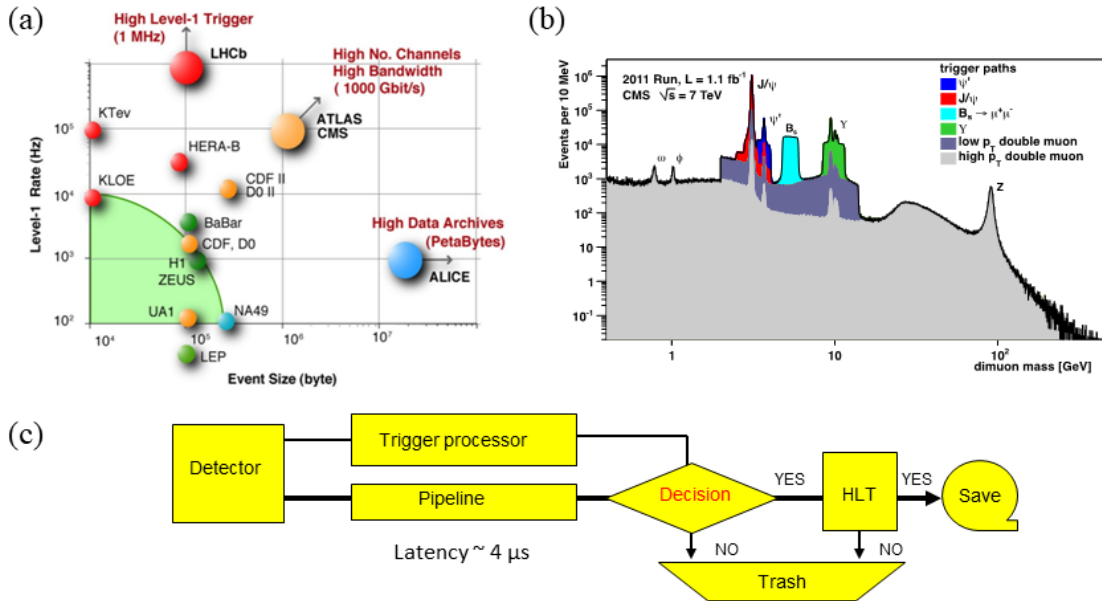 (a)
High Level-1 Trigger
(1 MHz)
LHCb
High No. Channels
High Bandwidth
( 1000 Gbit/s)
ATLAS
CMS
KTev
HERA-B
KLOE
CDF II
D0 II
BaBar
CDF, D0
H1
ZEUS
UA1
NA49
LEP
High Data Archives
(PetaBytes)
ALICE
Level-1 Rate (Hz)
10⁵
10⁴
10³
10²
10⁴
10⁵
10⁶
10⁷
Event Size (byte)
(b)
2011 Run, L = 1.1 fb⁻¹
CMS √s = 7 TeV
trigger paths
ψ'
J/ψ
Bₛ → μ⁺μ⁻
Υ
low p_T double muon
high p_T double muon
J/ψ
ψ'
Bₛ
Υ
ω
ϕ
Z
Events per 10 MeV
10⁶
10⁵
10⁴
10³
10²
10
1
10⁻¹
1
10
10²
dimuon mass [GeV]
(c)
Detector
Trigger processor
Pipeline
Latency ~ 4 μs
Decision
YES
HLT
YES
Save
NO
NO
Trash